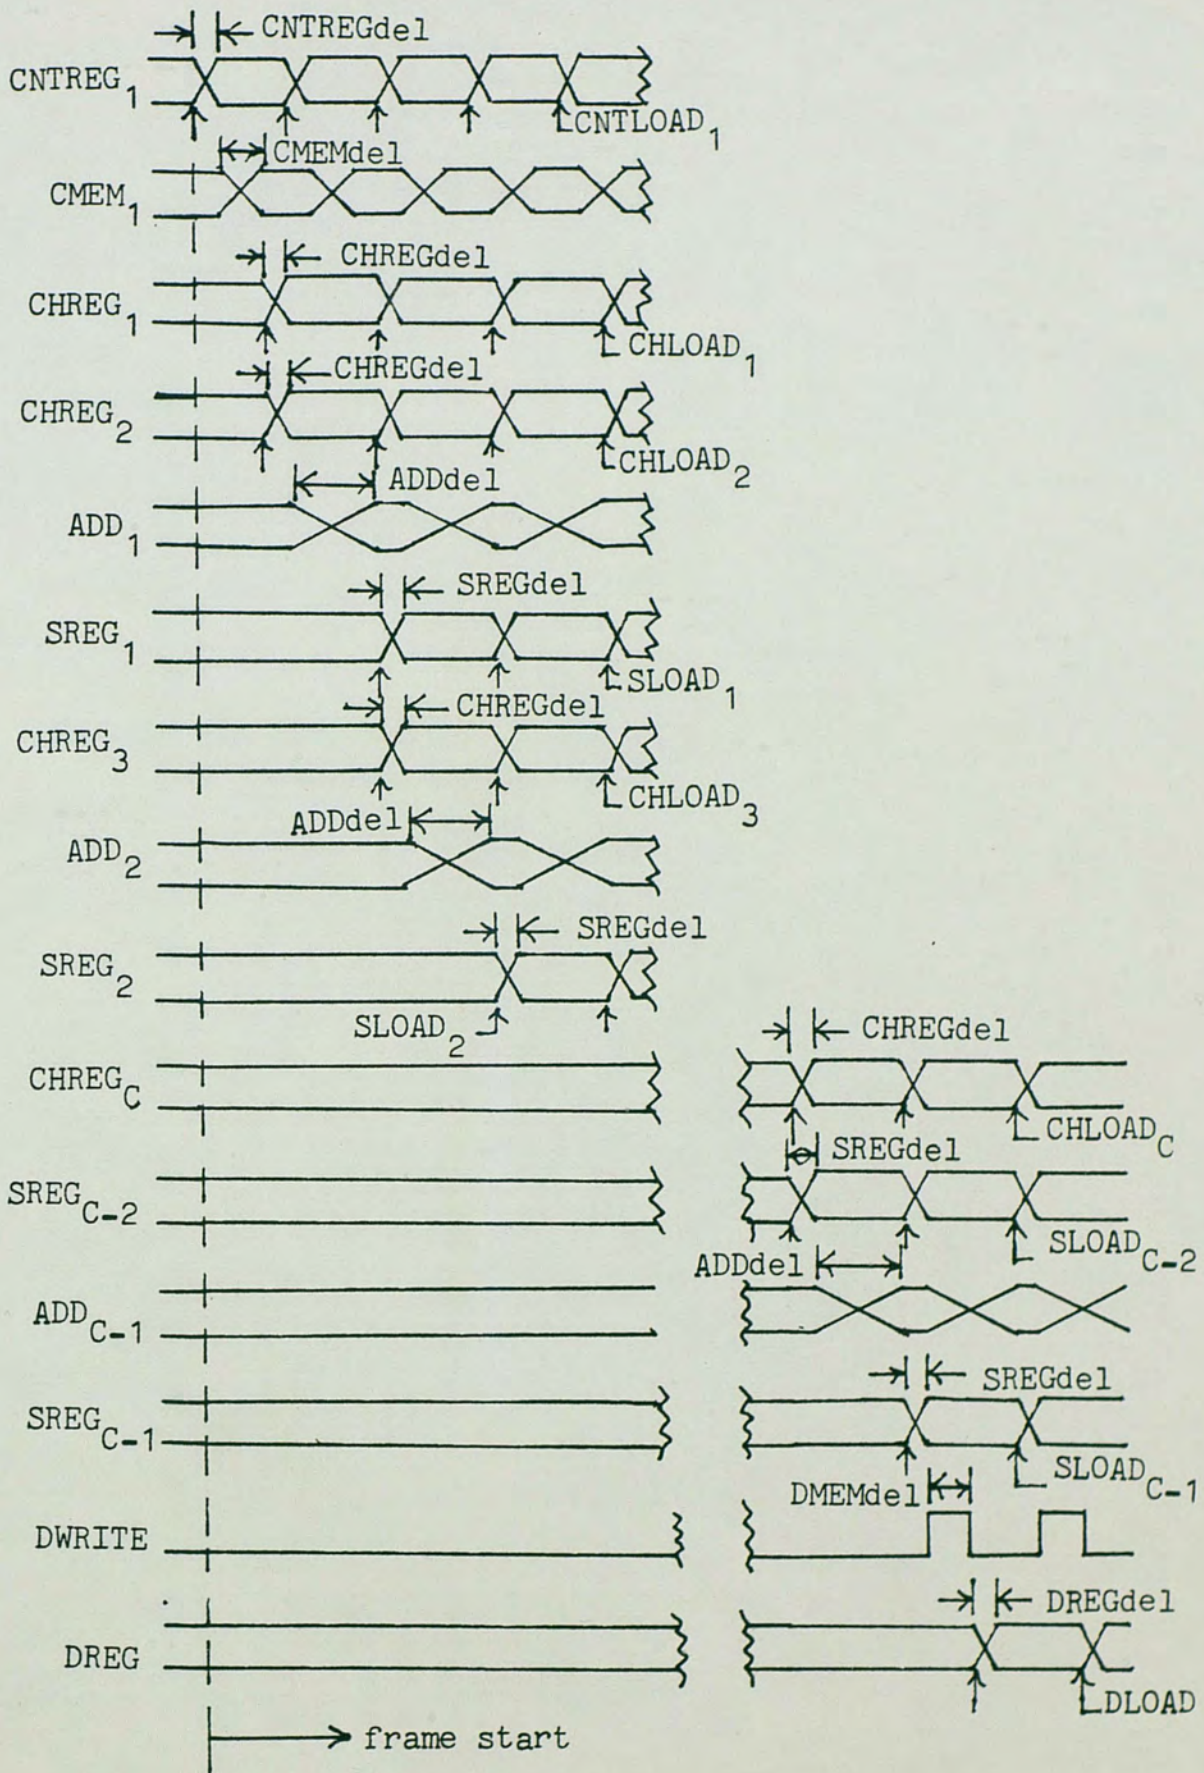 CNTREGdel
CNTREG1
CNTLOAD1
CMEMdel
CMEM1
CHREGdel
CHREG1
CHLOAD1
CHREGdel
CHREG2
CHLOAD2
ADDdel
ADD1
SREGdel
SREG1
SLOAD1
CHREGdel
CHREG3
CHLOAD3
ADDdel
ADD2
SREGdel
SREG2
SLOAD2
CHREGdel
CHREGC
CHLOADC
SREGdel
SREGC-2
SLOADC-2
ADDdel
ADDC-1
SREGdel
SREGC-1
SLOADC-1
DMEMdel
DWRITE
DREGdel
DREG
DLOAD
frame start